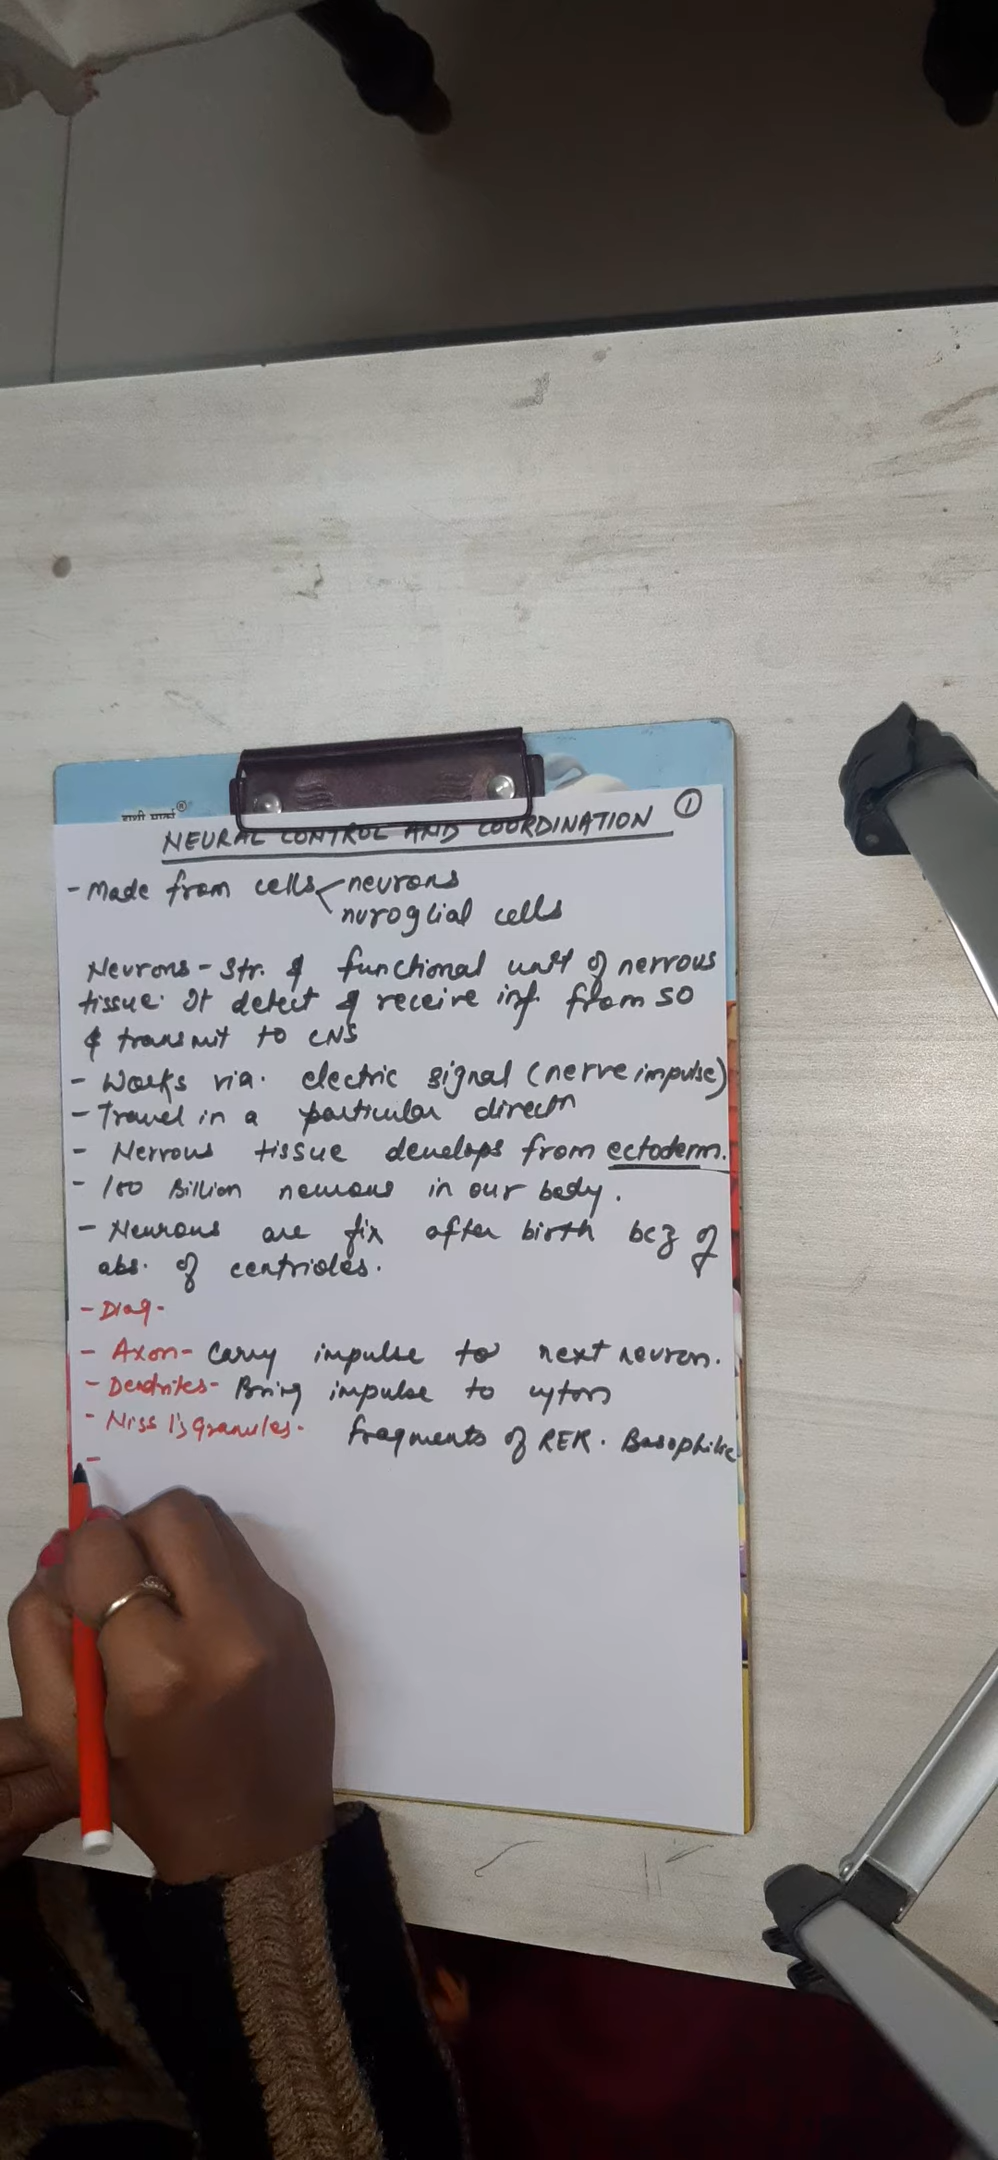 हाथी मार्का ®
NEURAL CONTROL AND COORDINATION ①
- Made from cells neurons
nuroglial cells
Neurons - Str. & functional unit of nervous
tissue. It detect & receive inf. from SO
& transmit to CNS
- Works via. electric signal (nerve impulse)
- Travel in a particular directn
- Nervous tissue develops from ectoderm.
- 100 Billion neurons in our body.
- Neurons are fix after birth bcz of
abs. of centrioles.
- Diag -
- Axon - Carry impulse to next neuron.
- Dendrites - Bring impulse to cyton
- Nissl's Granules - fragments of RER. Basophilic
-